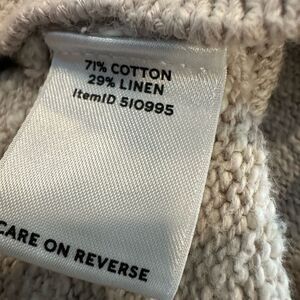 71% COTTON
29% LINEN
ItemID 510995
CARE ON REVERSE